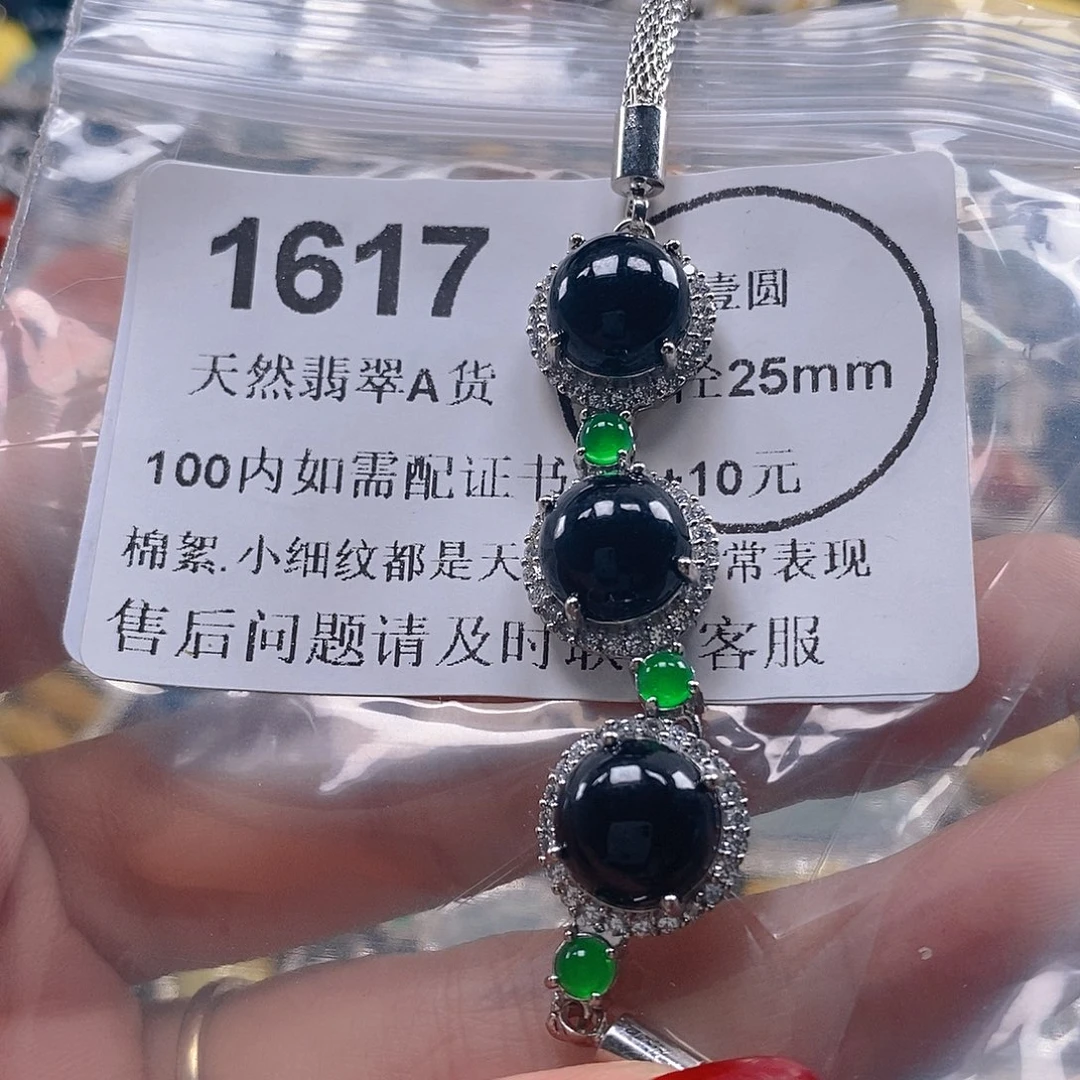 1617
壹圆
天然翡翠A货
径25mm
100内如需配证书 10元
棉絮.小细纹都是天 常表现
售后问题请及时联 客服